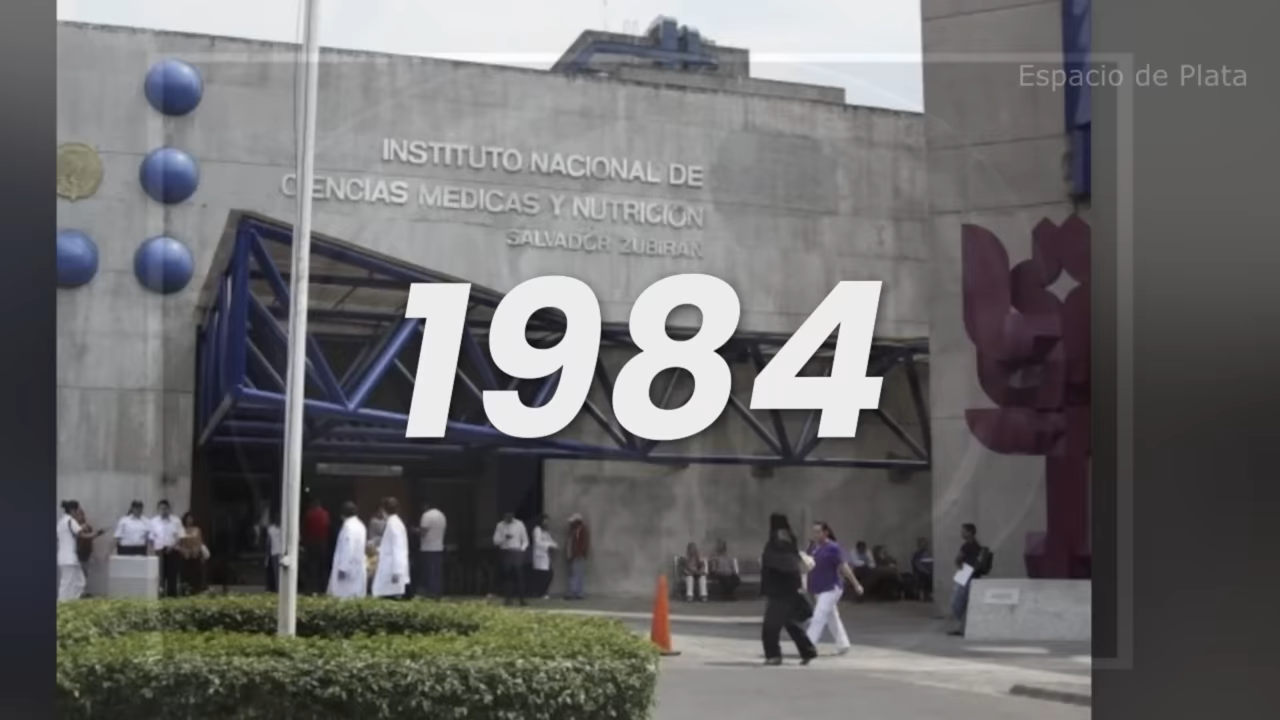 Espacio de Plata
INSTITUTO NACIONAL DE
CIENCIAS MEDICAS Y NUTRICION
SALVADOR ZUBIRAN
1984